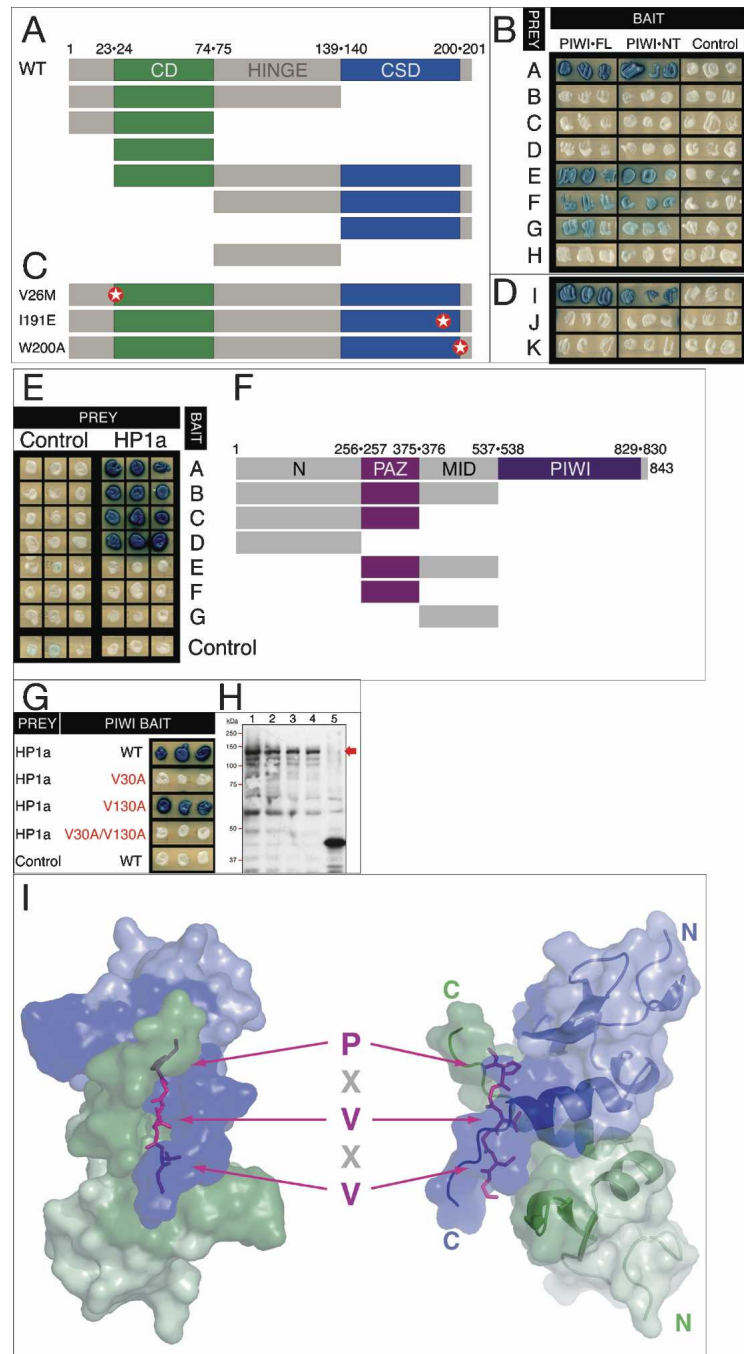 A
1 23•24 74•75 139•140 200•201
WT CD HINGE CSD
C
V26M
I191E
W200A
B
PREY
BAIT
PIWI•FL PIWI•NT Control
A
B
C
D
E
F
G
H
D
I
J
K
E
PREY
BAIT
Control HP1a
A
B
C
D
E
F
G
Control
F
1 256•257 375•376 537•538 829•830
N PAZ MID PIWI 843
G
PREY PIWI BAIT
HP1a WT
HP1a V30A
HP1a V130A
HP1a V30A/V130A
Control WT
H
kDa 1 2 3 4 5
250
150
100
75
50
37
I
P
X
V
X
V
N
C
C
N